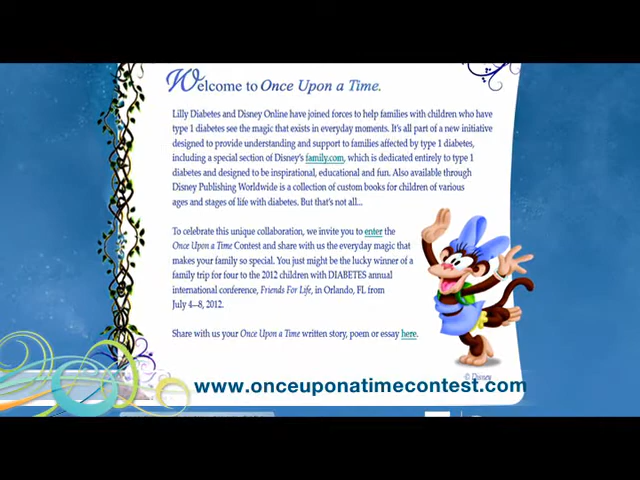 Welcome to Once Upon a Time.
Lilly Diabetes and Disney Online have joined forces to help families with children who have
type 1 diabetes see the magic that exists in everyday moments. It's all part of a new initiative
designed to provide understanding and support to families affected by type 1 diabetes,
including a special section of Disney's family.com, which is dedicated entirely to type 1
diabetes and designed to be inspirational, educational and fun. Also available through
Disney Publishing Worldwide is a collection of custom books for children of various
ages and stages of life with diabetes. But that's not all...
To celebrate this unique collaboration, we invite you to enter the
Once Upon a Time Contest and share with us the everyday magic that
makes your family so special. You just might be the lucky winner of a
family trip for four to the 2012 children with DIABETES annual
international conference, Friends For Life, in Orlando, FL from
July 4–8, 2012.
Share with us your Once Upon a Time written story, poem or essay here.
© Disney
www.onceuponatimecontest.com